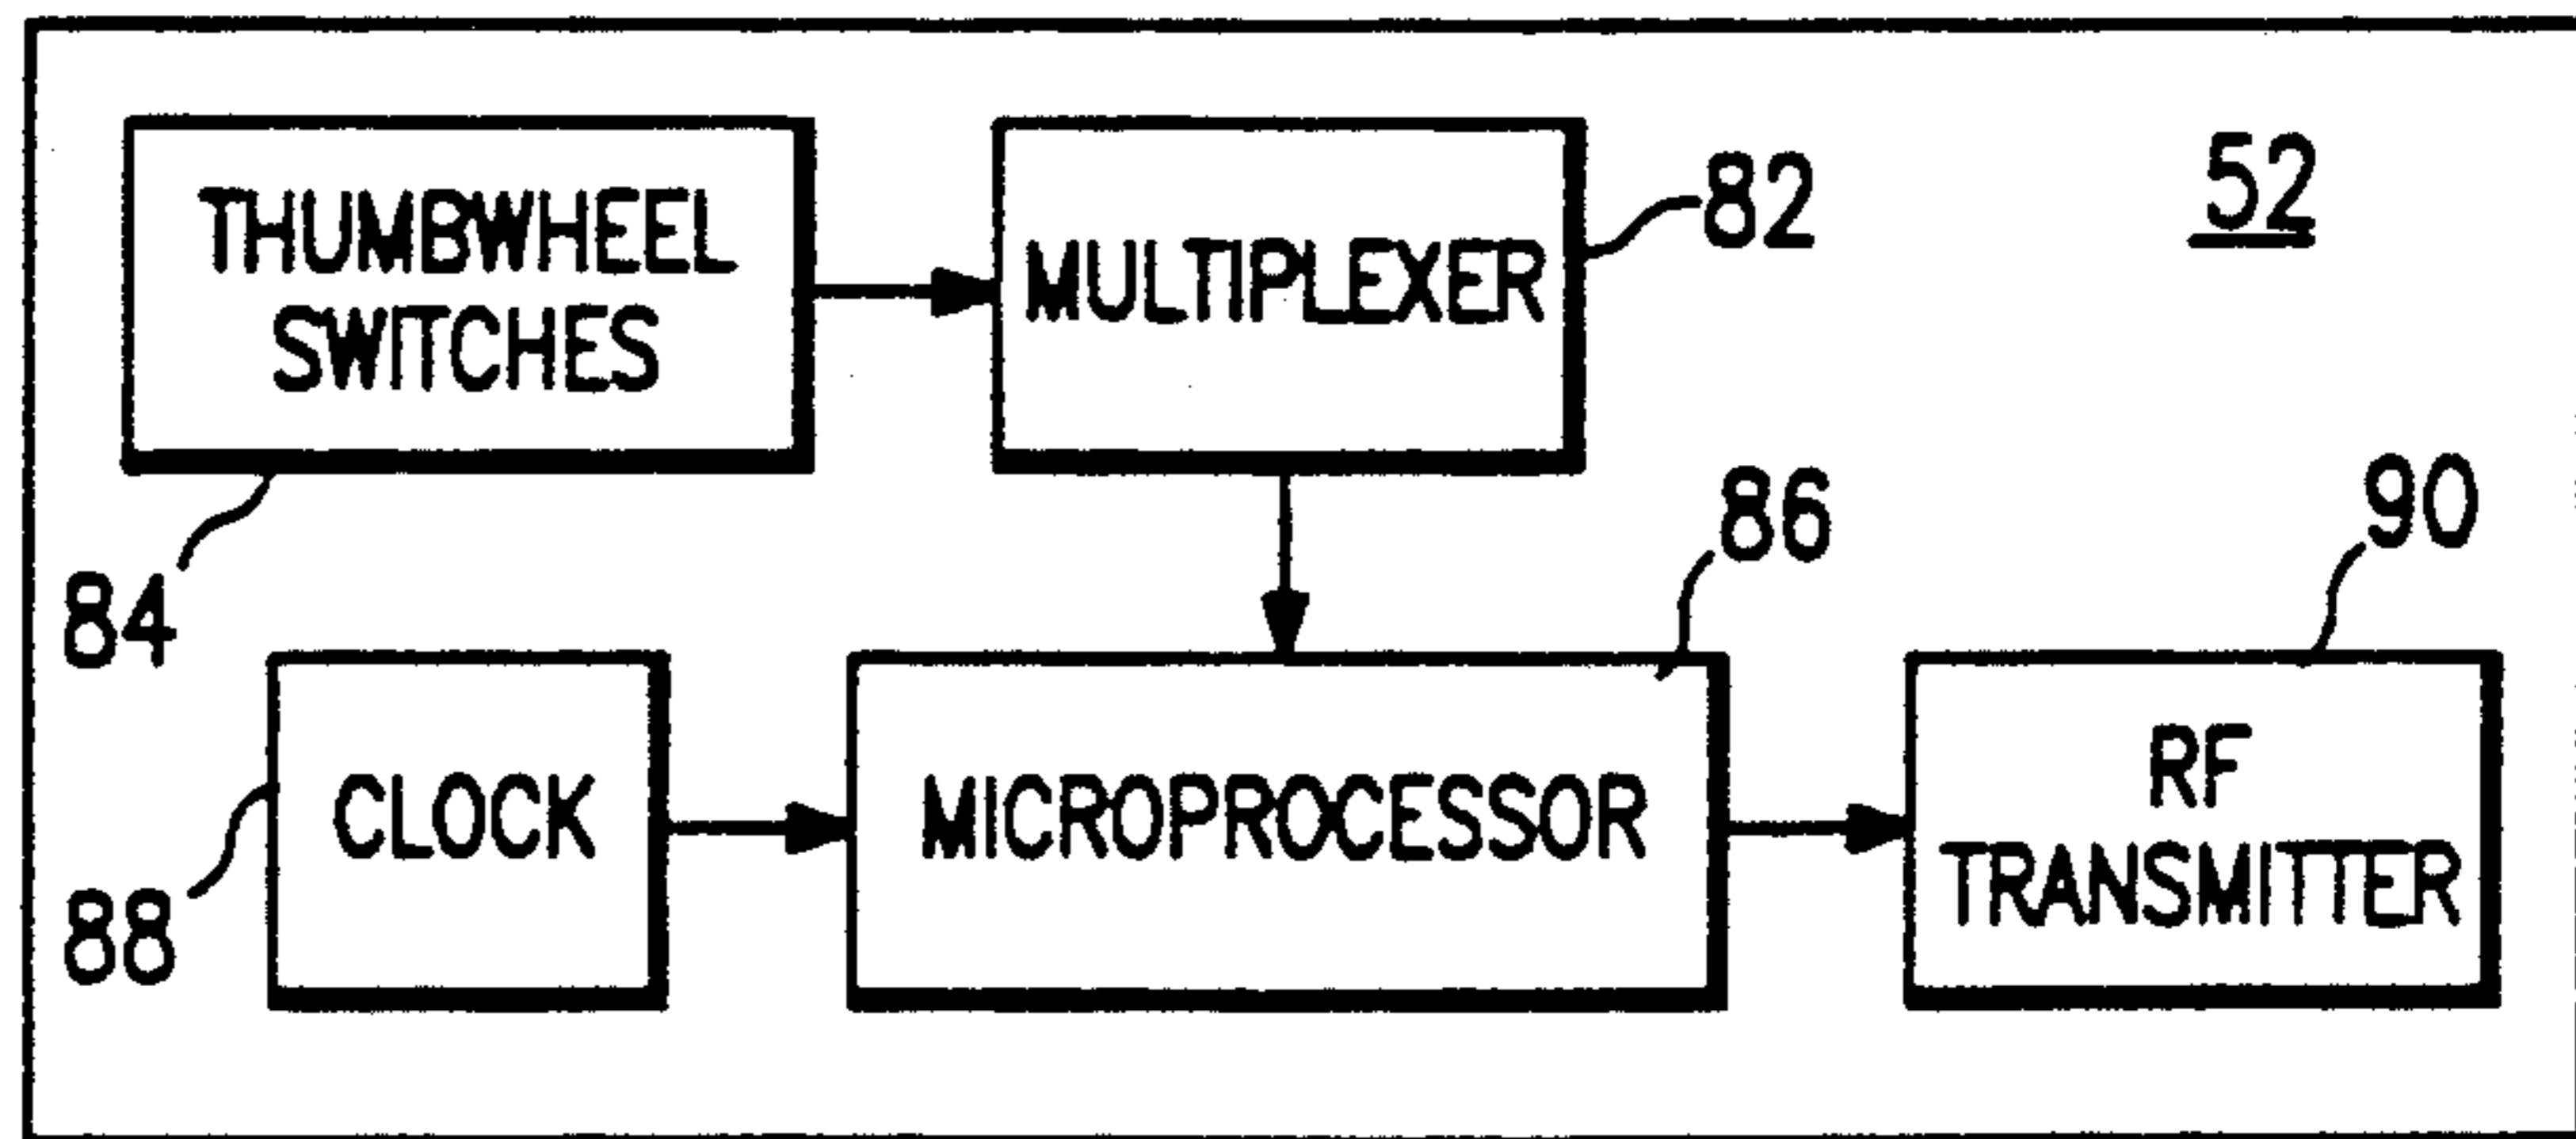 THUMBWHEEL
SWITCHES
MULTIPLEXER
82
52
84
86
90
CLOCK
88
MICROPROCESSOR
RF
TRANSMITTER